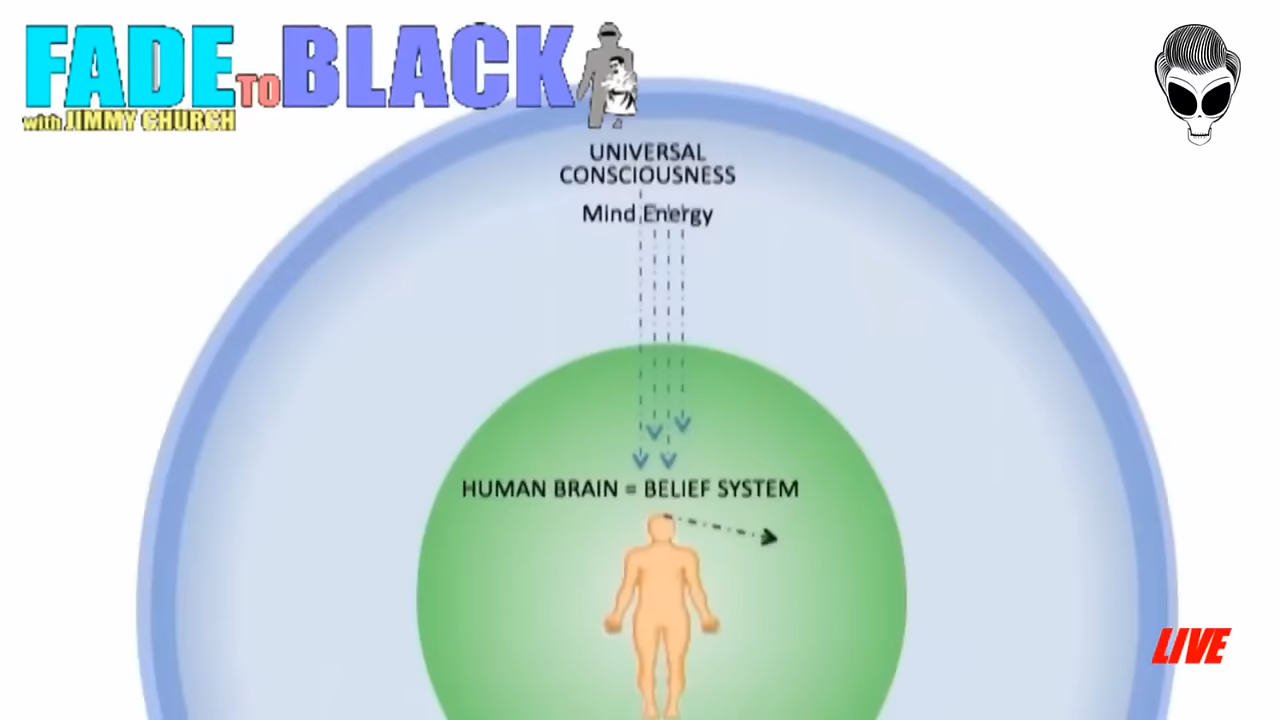 FADE TO BLACK
with JIMMY CHURCH
UNIVERSAL
CONSCIOUSNESS
Mind Energy
HUMAN BRAIN = BELIEF SYSTEM
LIVE